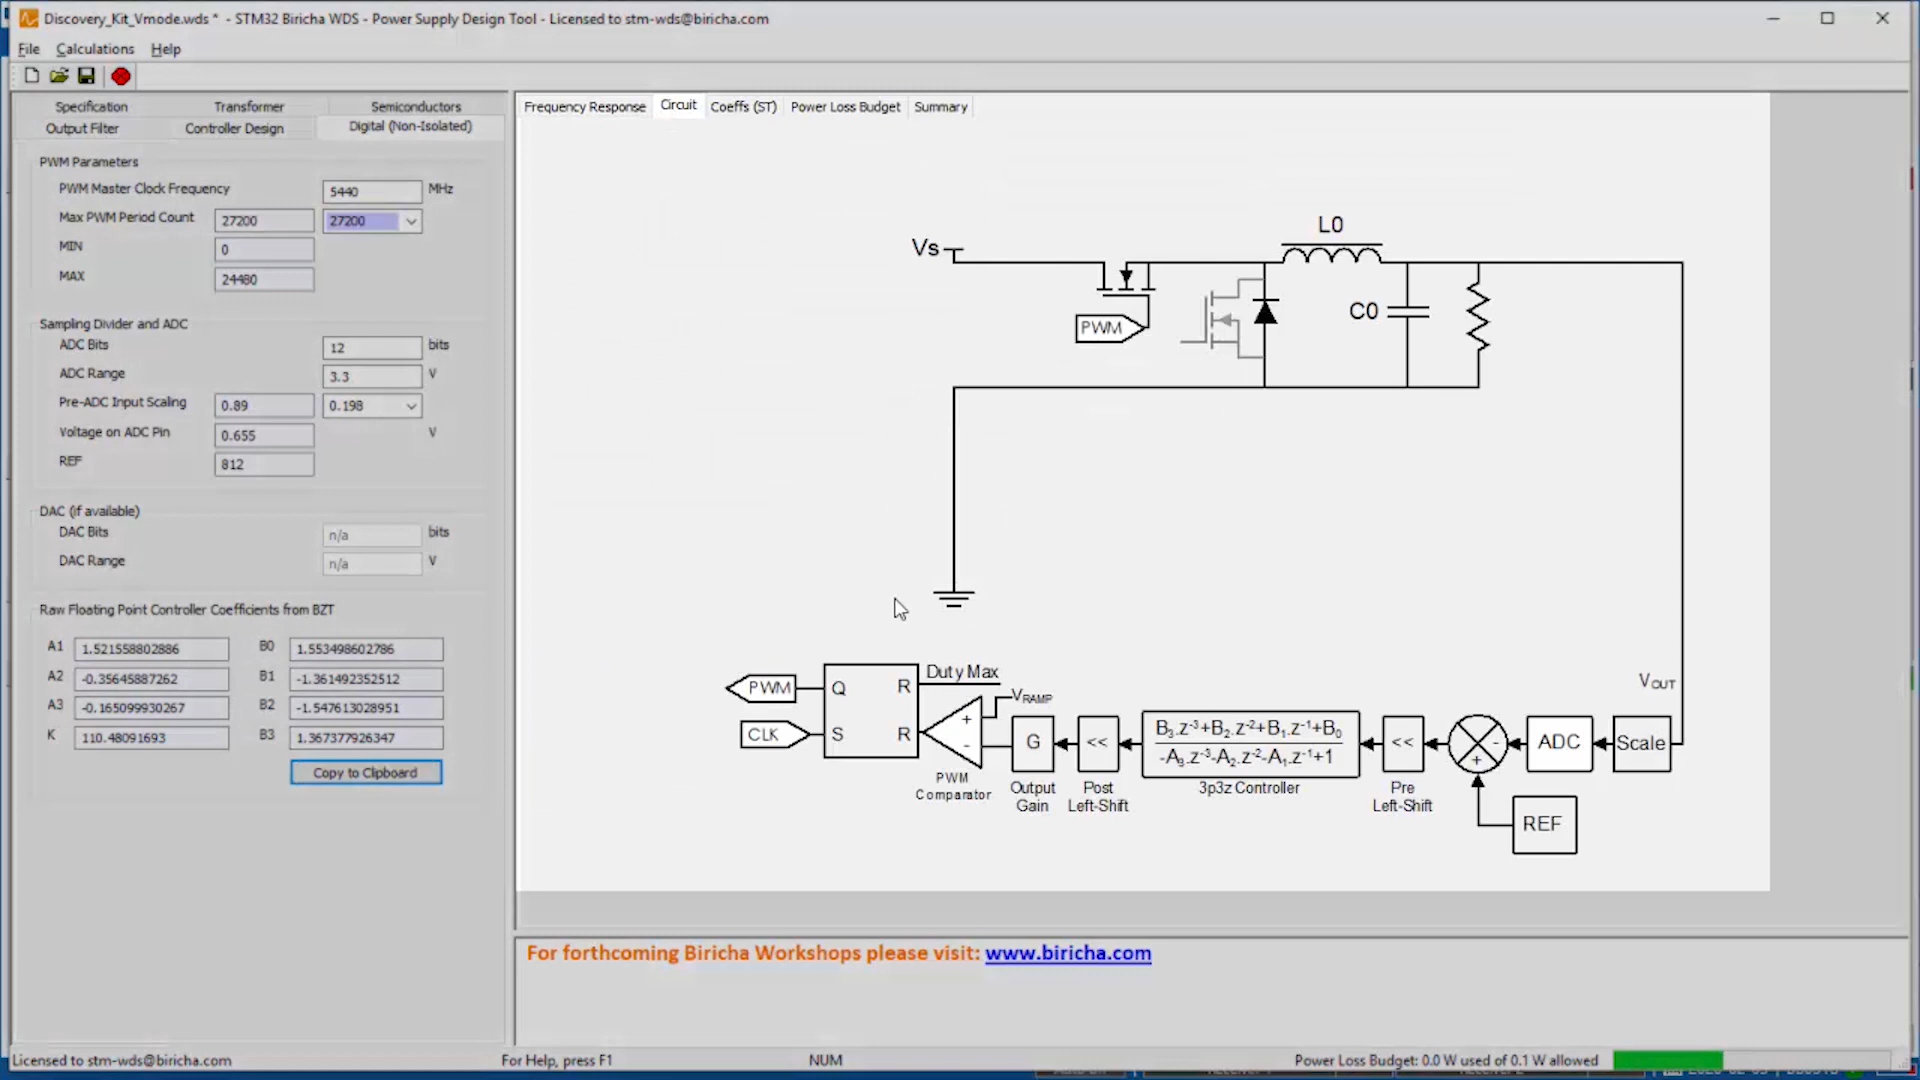 Discovery_Kit_Vmode.wds * - STM32 Biricha WDS - Power Supply Design Tool - Licensed to stm-wds@biricha.com
File Calculations Help
Specification Transformer Semiconductors
Output Filter Controller Design Digital (Non-Isolated)
PWM Parameters
PWM Master Clock Frequency 5440 MHz
Max PWM Period Count 27200 27200
MIN 0
MAX 24480
Sampling Divider and ADC
ADC Bits 12 bits
ADC Range 3.3 V
Pre-ADC Input Scaling 0.89 0.198
Voltage on ADC Pin 0.655 V
REF 812
DAC (if available)
DAC Bits n/a bits
DAC Range n/a V
Raw Floating Point Controller Coefficients from BZT
A1 1.521558802886 B0 1.553498602786
A2 -0.35645887262 B1 -1.361492352512
A3 -0.165099930267 B2 -1.547613028951
K 110.48091693 B3 1.367377926347
Copy to Clipboard
Frequency Response Circuit Coeffs (ST) Power Loss Budget Summary
L0
Vs
C0
PWM
Duty Max
VOUT
PWM Q R
VRAMP
+
-
CLK S R
G << B3.z-3+B2.z-2+B1.z-1+B0 << - ADC Scale
-A3.z-3-A2.z-2-A1.z-1+1 +
PWM Comparator
Output Gain
Post Left-Shift
3p3z Controller
Pre Left-Shift
REF
For forthcoming Biricha Workshops please visit: www.biricha.com
Licensed to stm-wds@biricha.com For Help, press F1 NUM Power Loss Budget: 0.0 W used of 0.1 W allowed